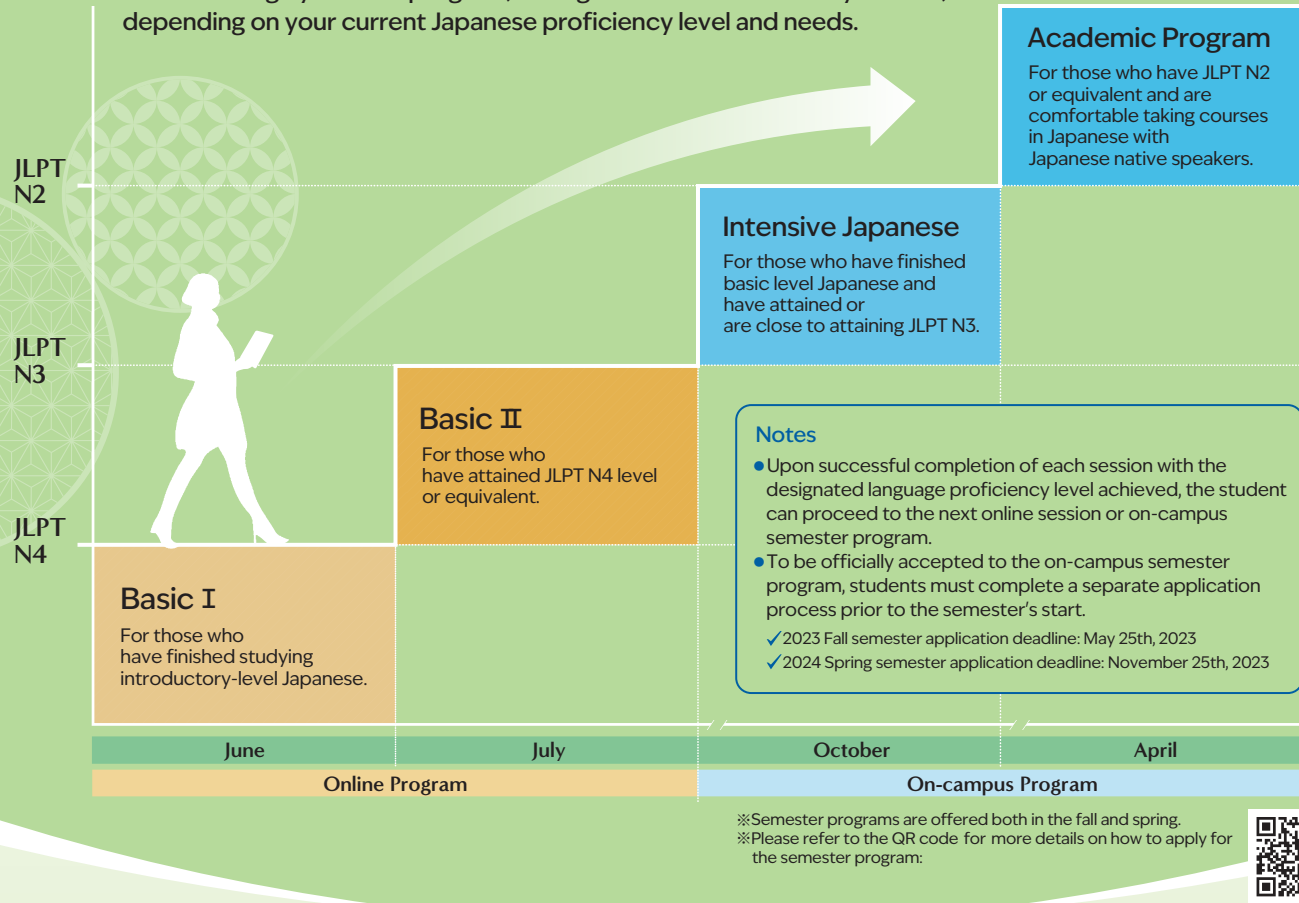 depending on your current Japanese proficiency level and needs.
Academic Program
For those who have JLPT N2
or equivalent and are
comfortable taking courses
in Japanese with
Japanese native speakers.
JLPT
N2
Intensive Japanese
For those who have finished
basic level Japanese and
have attained or
are close to attaining JLPT N3.
JLPT
N3
Basic Ⅱ
For those who
have attained JLPT N4 level
or equivalent.
Notes
●Upon successful completion of each session with the
designated language proficiency level achieved, the student
can proceed to the next online session or on-campus
semester program.
●To be officially accepted to the on-campus semester
program, students must complete a separate application
process prior to the semester's start.
✓2023 Fall semester application deadline: May 25th, 2023
✓2024 Spring semester application deadline: November 25th, 2023
JLPT
N4
Basic Ⅰ
For those who
have finished studying
introductory-level Japanese.
June July October April
Online Program On-campus Program
※Semester programs are offered both in the fall and spring.
※Please refer to the QR code for more details on how to apply for
the semester program: